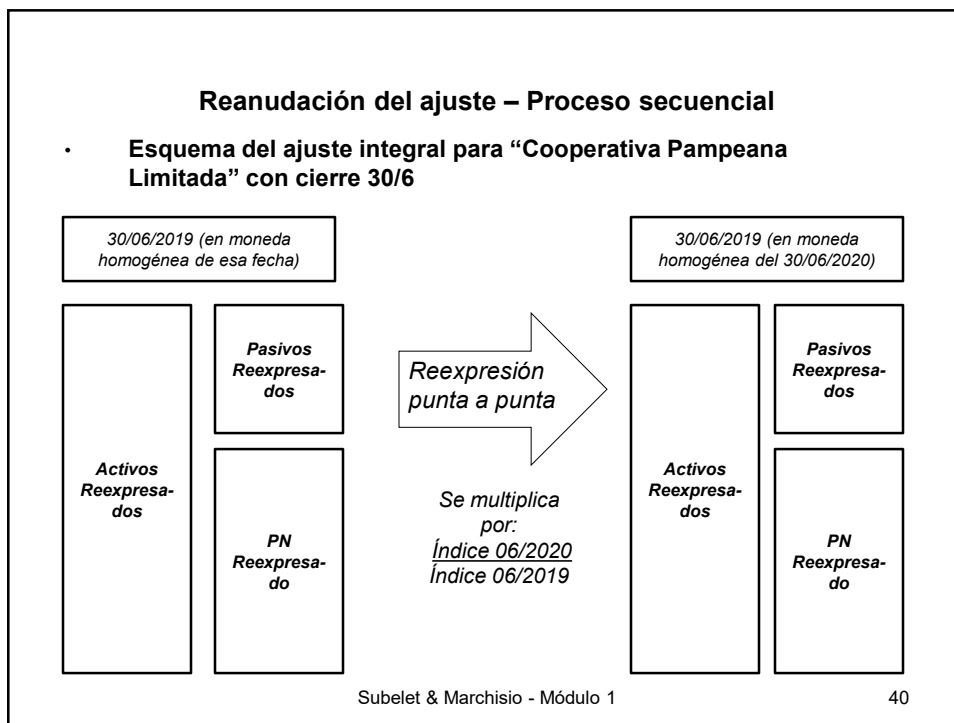 Reanudación del ajuste – Proceso secuencial
• Esquema del ajuste integral para “Cooperativa Pampeana
Limitada” con cierre 30/6
30/06/2019 (en moneda
homogénea de esa fecha)
30/06/2019 (en moneda
homogénea del 30/06/2020)
Activos
Reexpresa-
dos
Pasivos
Reexpresa-
dos
PN
Reexpresa-
do
Reexpresión
punta a punta
Se multiplica
por:
Índice 06/2020
Índice 06/2019
Activos
Reexpresa-
dos
Pasivos
Reexpresa-
dos
PN
Reexpresa-
do
Subelet & Marchisio - Módulo 1
40